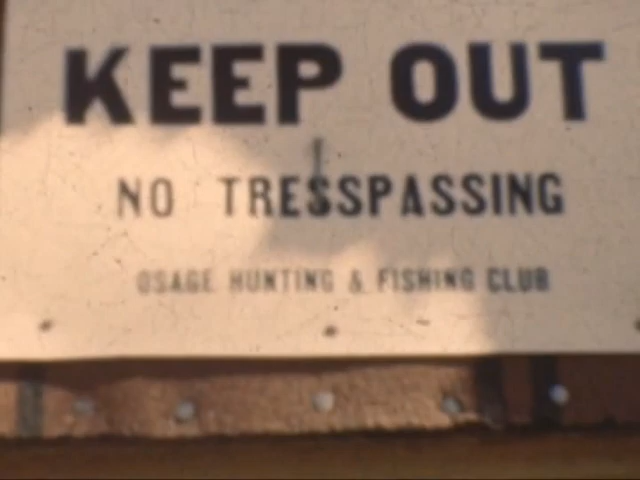 KEEP OUT
NO TRESSPASSING
OSAGE HUNTING & FISHING CLUB